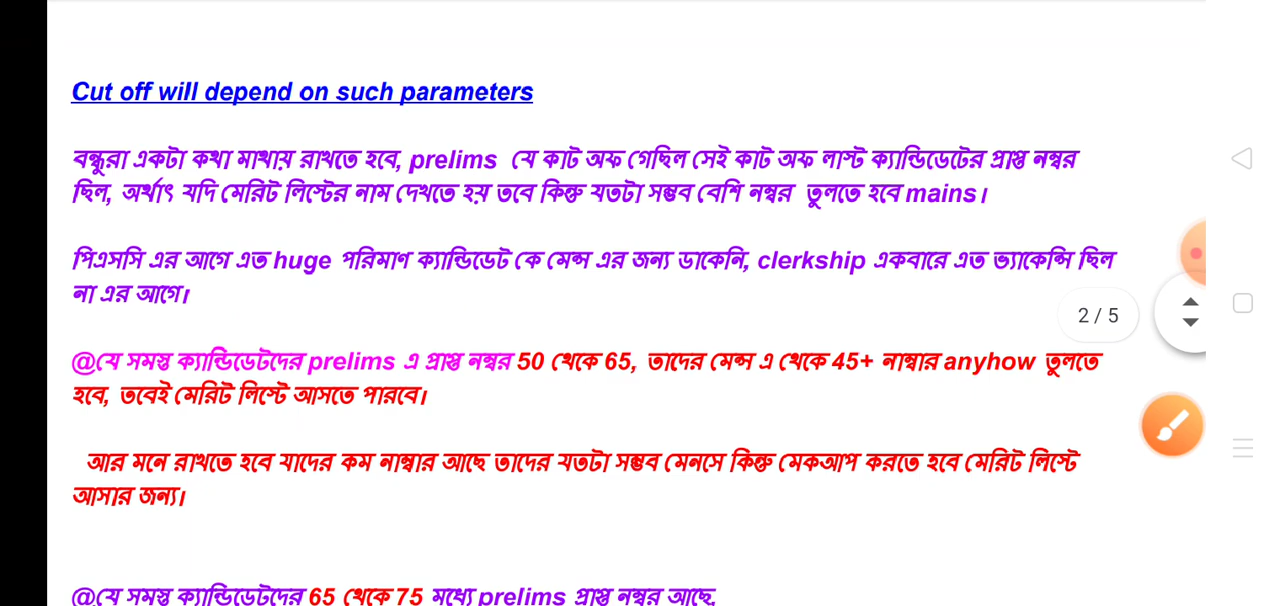 Cut off will depend on such parameters
বন্ধুরা একটা কথা মাথায় রাখতে হবে, prelims যে কাট অফ গেছিল সেই কাট অফ লাস্ট ক্যান্ডিডেটের প্রাপ্ত নম্বর
ছিল, অর্থাৎ যদি মেরিট লিস্টের নাম দেখতে হয় তবে কিন্তু যতটা সম্ভব বেশি নম্বর তুলতে হবে mains।
পিএসসি এর আগে এত huge পরিমাণ ক্যান্ডিডেট কে মেন্স এর জন্য ডাকেনি, clerkship একবারে এত ভ্যাকেন্সি ছিল
না এর আগে।
2 / 5
@যে সমস্ত ক্যান্ডিডেটদের prelims এ প্রাপ্ত নম্বর 50 থেকে 65, তাদের মেন্স এ থেকে 45+ নাম্বার anyhow তুলতে
হবে, তবেই মেরিট লিস্টে আসতে পারবে।
আর মনে রাখতে হবে যাদের কম নাম্বার আছে তাদের যতটা সম্ভব মেনসে কিন্তু মেকআপ করতে হবে মেরিট লিস্টে
আসার জন্য।
@যে সমস্ত ক্যান্ডিডেটদের 65 থেকে 75 মধ্যে prelims প্রাপ্ত নম্বর আছে,